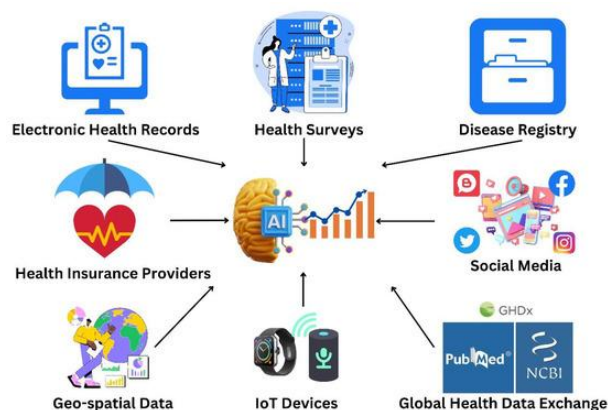 Electronic Health Records
Health Surveys
Disease Registry
AI
Health Insurance Providers
Social Media
GHDx
PubMed®
NCBI
Geo-spatial Data
IoT Devices
Global Health Data Exchange